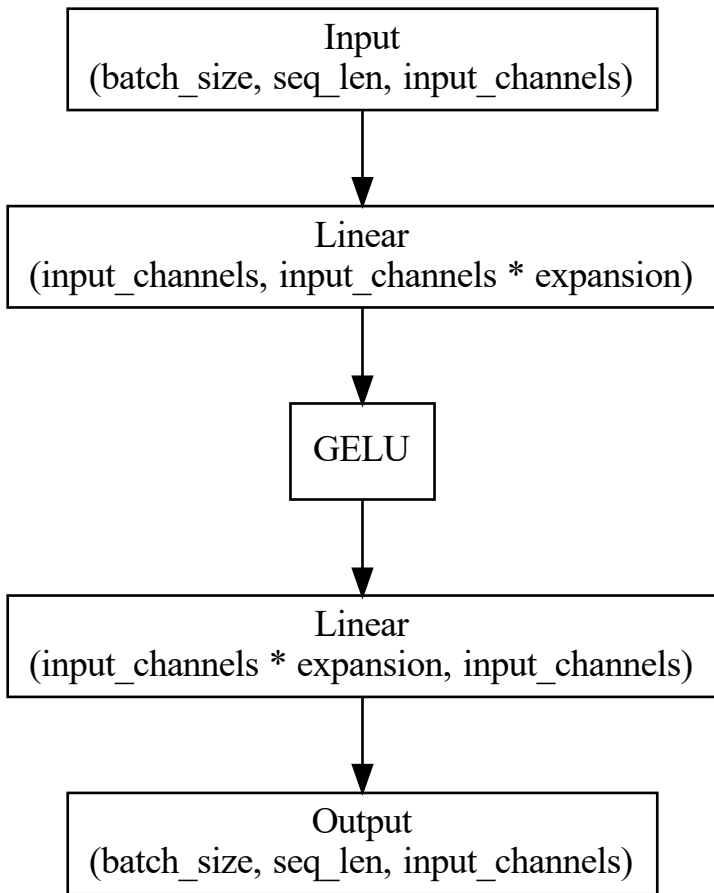 Input
(batch_size, seq_len, input_channels)
Linear
(input_channels, input_channels * expansion)
GELU
Linear
(input_channels * expansion, input_channels)
Output
(batch_size, seq_len, input_channels)